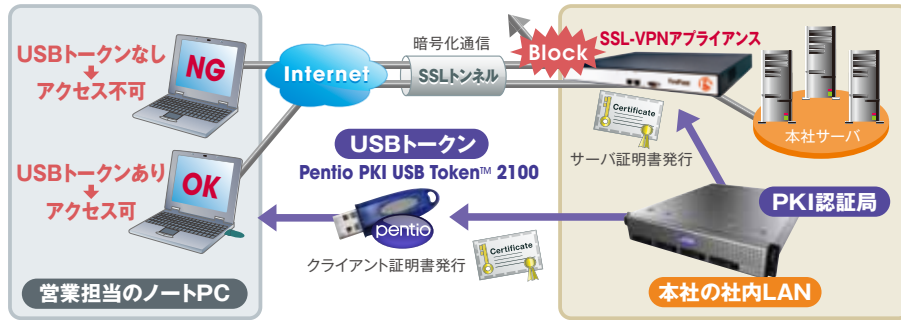 USBトークンなし
アクセス不可
NG
Internet
暗号化通信
SSLトンネル
Block
SSL-VPNアプライアンス
Certificate
サーバ証明書発行
本社サーバ
USBトークン
Pentio PKI USB Token™ 2100
USBトークンあり
アクセス可
OK
pentio
クライアント証明書発行
Certificate
PKI認証局
営業担当のノートPC
本社の社内LAN